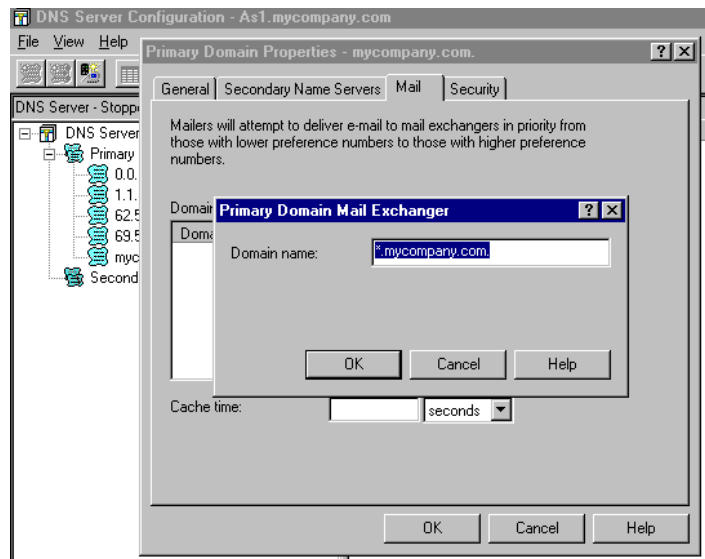 DNS Server Configuration - As1.mycompany.com
File View Help
Primary Domain Properties - mycompany.com.
General Secondary Name Servers Mail Security
DNS Server - Stopp
DNS Server
Primary
0.0.
1.1.
62.5
69.5
myc
Second
Mailers will attempt to deliver e-mail to mail exchangers in priority from
those with lower preference numbers to those with higher preference
numbers.
Domain
Doma
Primary Domain Mail Exchanger
Domain name: *.mycompany.com.
OK Cancel Help
Cache time: seconds
OK Cancel Help